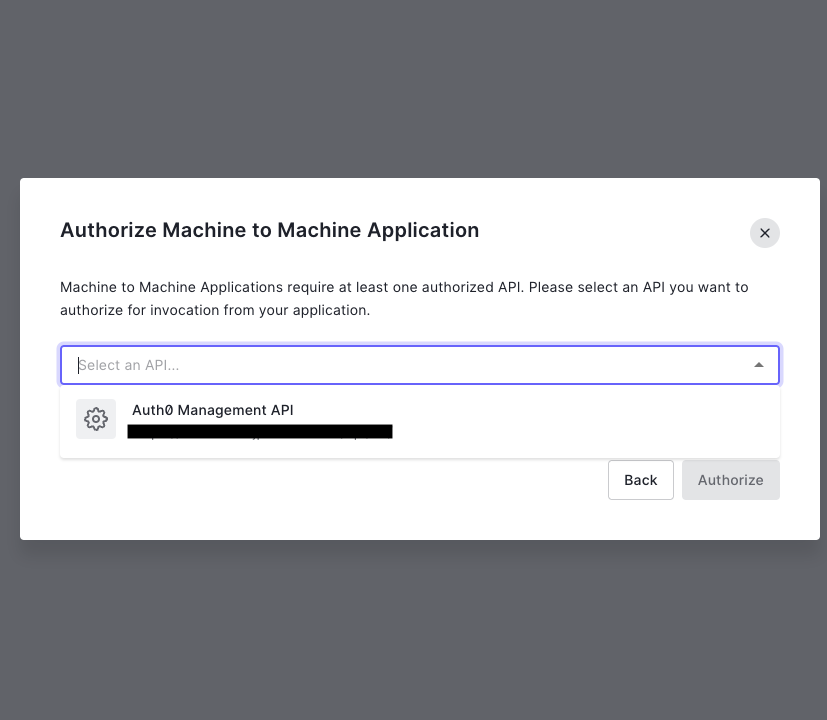 Authorize Machine to Machine Application
Machine to Machine Applications require at least one authorized API. Please select an API you want to
authorize for invocation from your application.
Select an API...
Auth0 Management API
Back
Authorize